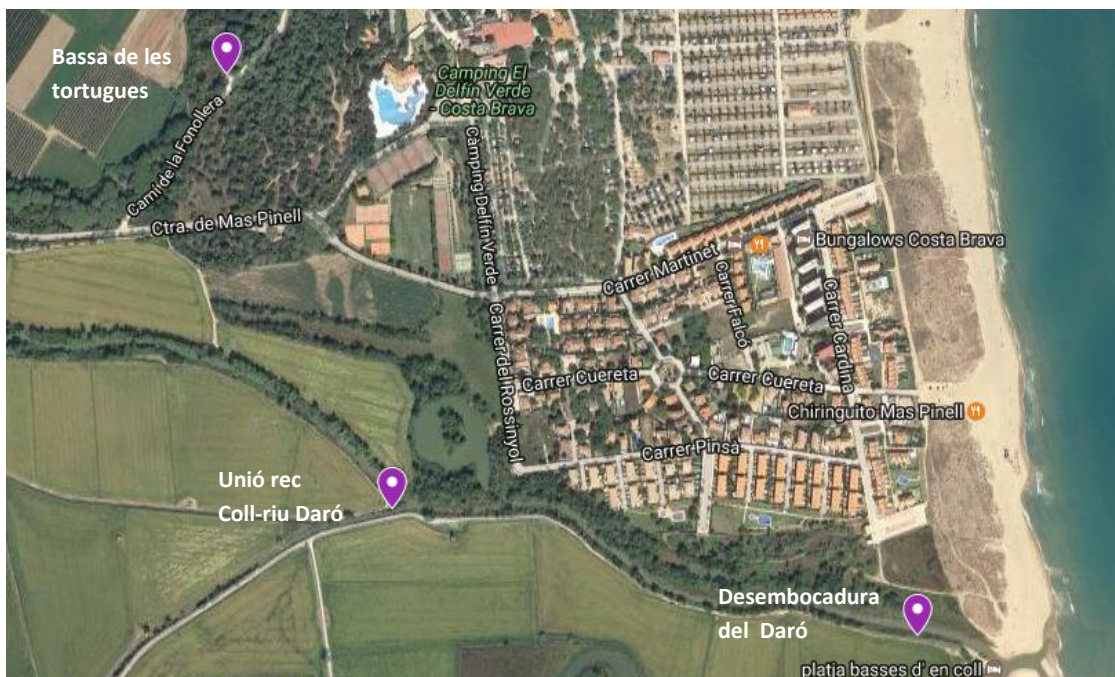 Bassa de les
tortugues
Camping El
Delfín Verde
- Costa Brava
Camí de la Fonollera
Càmping Delfín Verde
Ctra. de Mas Pinell
Bungalows Costa Brava
Carrer Martinet
Carrer Falcó
Carrer Cardina
Carrer del Rossinyol
Carrer Cuereta
Carrer Cuereta
Chiringuito Mas Pinell
Carrer Pinsà
Unió rec
Coll-riu Daró
Desembocadura
del Daró
platja basses d' en coll